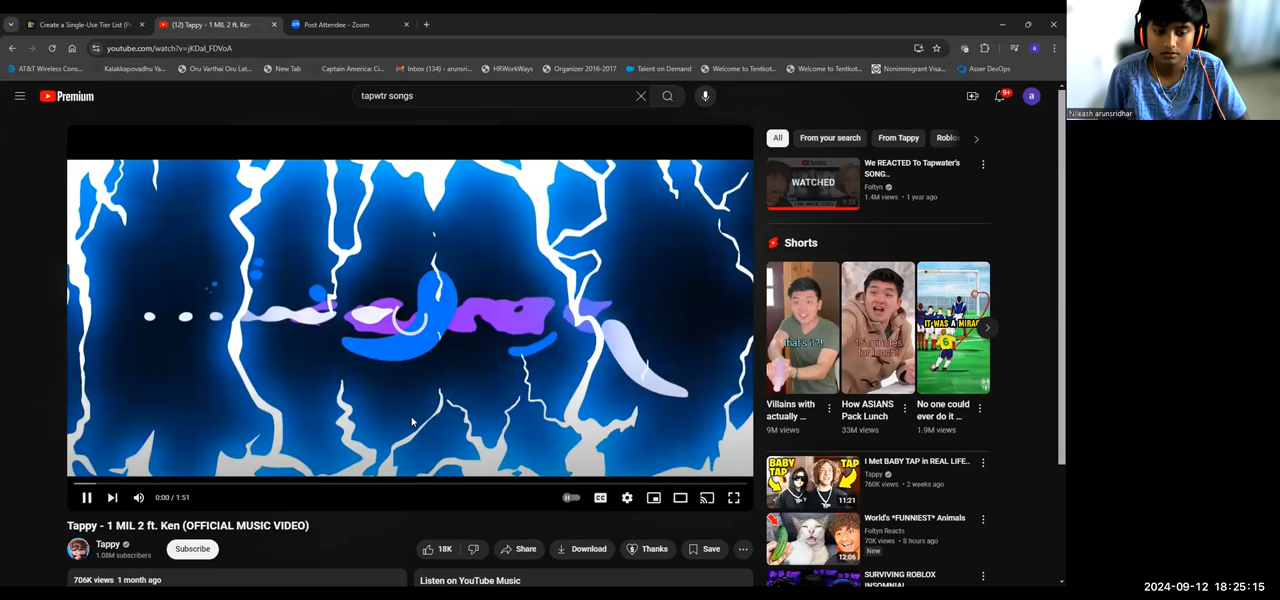 Create a Single-Use Tier List (P
(12) Tappy - 1 MIL 2 ft. Ken
Post Attendee - Zoom
youtube.com/watch?v=jKDal_FDVoA
AT&T Wireless Cons...
Kalakkapovadhu Ya...
Oru Varthai Oru Lat...
New Tab
Captain America: Ci...
Inbox (134) – arunsri...
HRWorkWays
Organizer 2016-2017
Talent on Demand
Welcome to Tentkot...
Welcome to Tentkot...
Nonimmigrant Visa...
Asser DevOps
Premium
tapwtr songs
9+
a
Nileash arunsridhar
All
From your search
From Tappy
Roblo
WATCHED
9:25
We REACTED To Tapwater's
SONG..
Foltyn
1.4M views • 1 year ago
Shorts
that's it?!
15 minutes
for lunch!
IT WAS A MIRAC
Villains with
actually ...
9M views
How ASIANS
Pack Lunch
33M views
No one could
ever do it ...
1.9M views
BABY
TAP
TAP
11:21
I Met BABY TAP in REAL LIFE..
Tappy
760K views • 2 weeks ago
12:06
World's *FUNNIEST* Animals
Foltyn Reacts
70K views • 8 hours ago
New
SURVIVING ROBLOX
INSOMNIA!
0:00 / 1:51
CC
Tappy - 1 MIL 2 ft. Ken (OFFICIAL MUSIC VIDEO)
Tappy
1.08M subscribers
Subscribe
18K
Share
Download
Thanks
Save
706K views 1 month ago
Listen on YouTube Music
2024-09-12 18:25:15